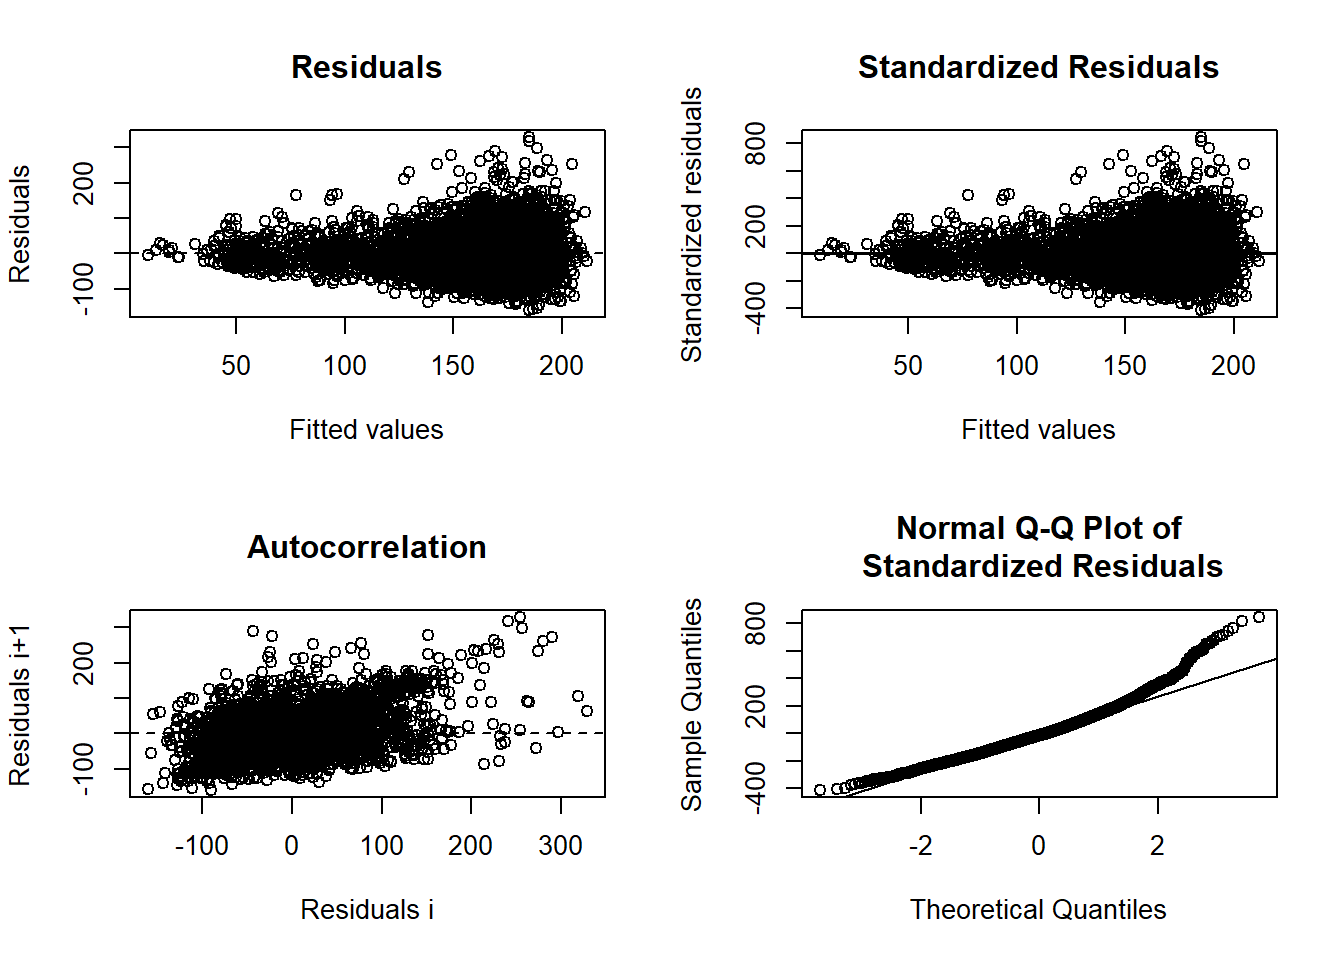 Residuals
Residuals
200
-100
50 100 150 200
Fitted values
Standardized Residuals
Standardized residuals
800
200
-400
50 100 150 200
Fitted values
Autocorrelation
Residuals i+1
200
-100
-100 0 100 200 300
Residuals i
Normal Q-Q Plot of
Standardized Residuals
Sample Quantiles
800
200
-400
-2 0 2
Theoretical Quantiles